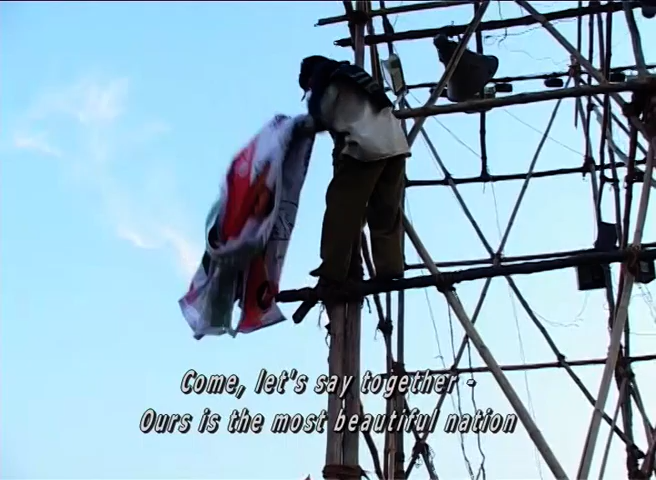 Come, let's say together -
Ours is the most beautiful nation